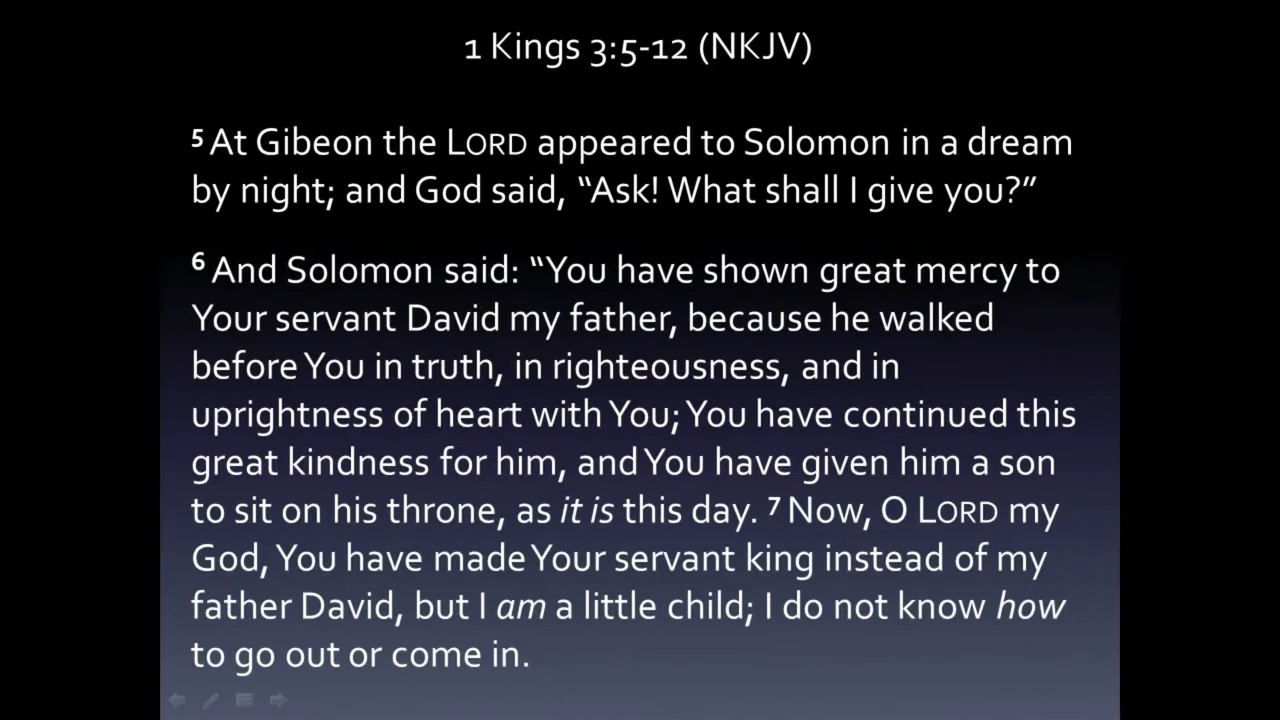 1 Kings 3:5-12 (NKJV)
5 At Gibeon the LORD appeared to Solomon in a dream
by night; and God said, “Ask! What shall I give you?”
6 And Solomon said: “You have shown great mercy to
Your servant David my father, because he walked
before You in truth, in righteousness, and in
uprightness of heart with You; You have continued this
great kindness for him, and You have given him a son
to sit on his throne, as it is this day. 7 Now, O LORD my
God, You have made Your servant king instead of my
father David, but I am a little child; I do not know how
to go out or come in.